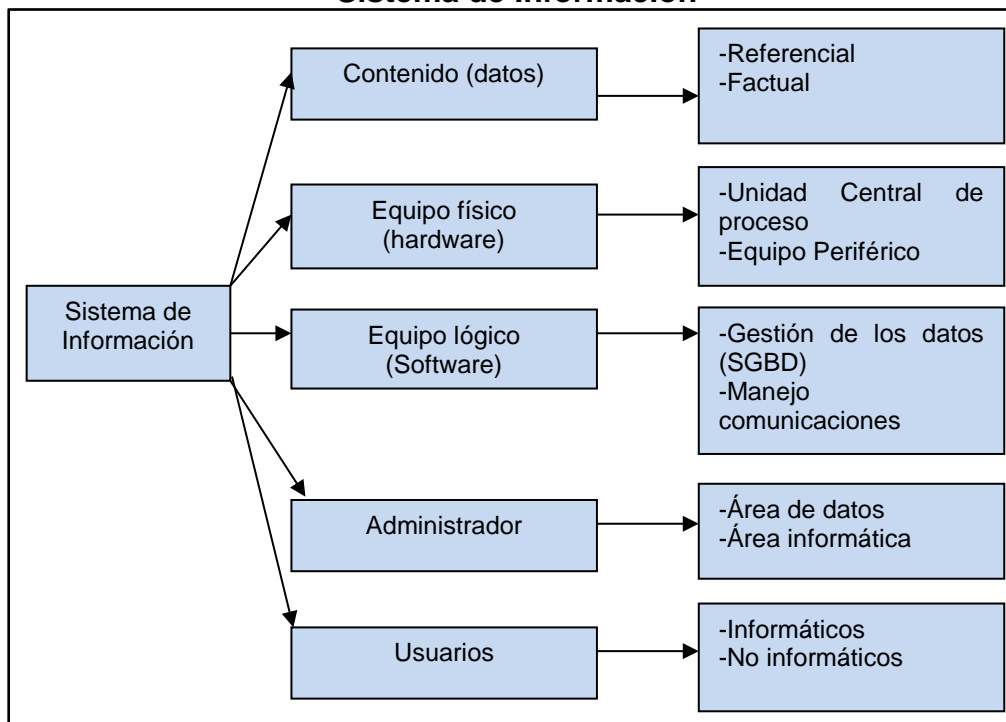 Sistema de Información
Contenido (datos)
-Referencial
-Factual
Equipo físico
(hardware)
-Unidad Central de
proceso
-Equipo Periférico
Sistema de
Información
Equipo lógico
(Software)
-Gestión de los datos
(SGBD)
-Manejo
comunicaciones
Administrador
-Área de datos
-Área informática
Usuarios
-Informáticos
-No informáticos